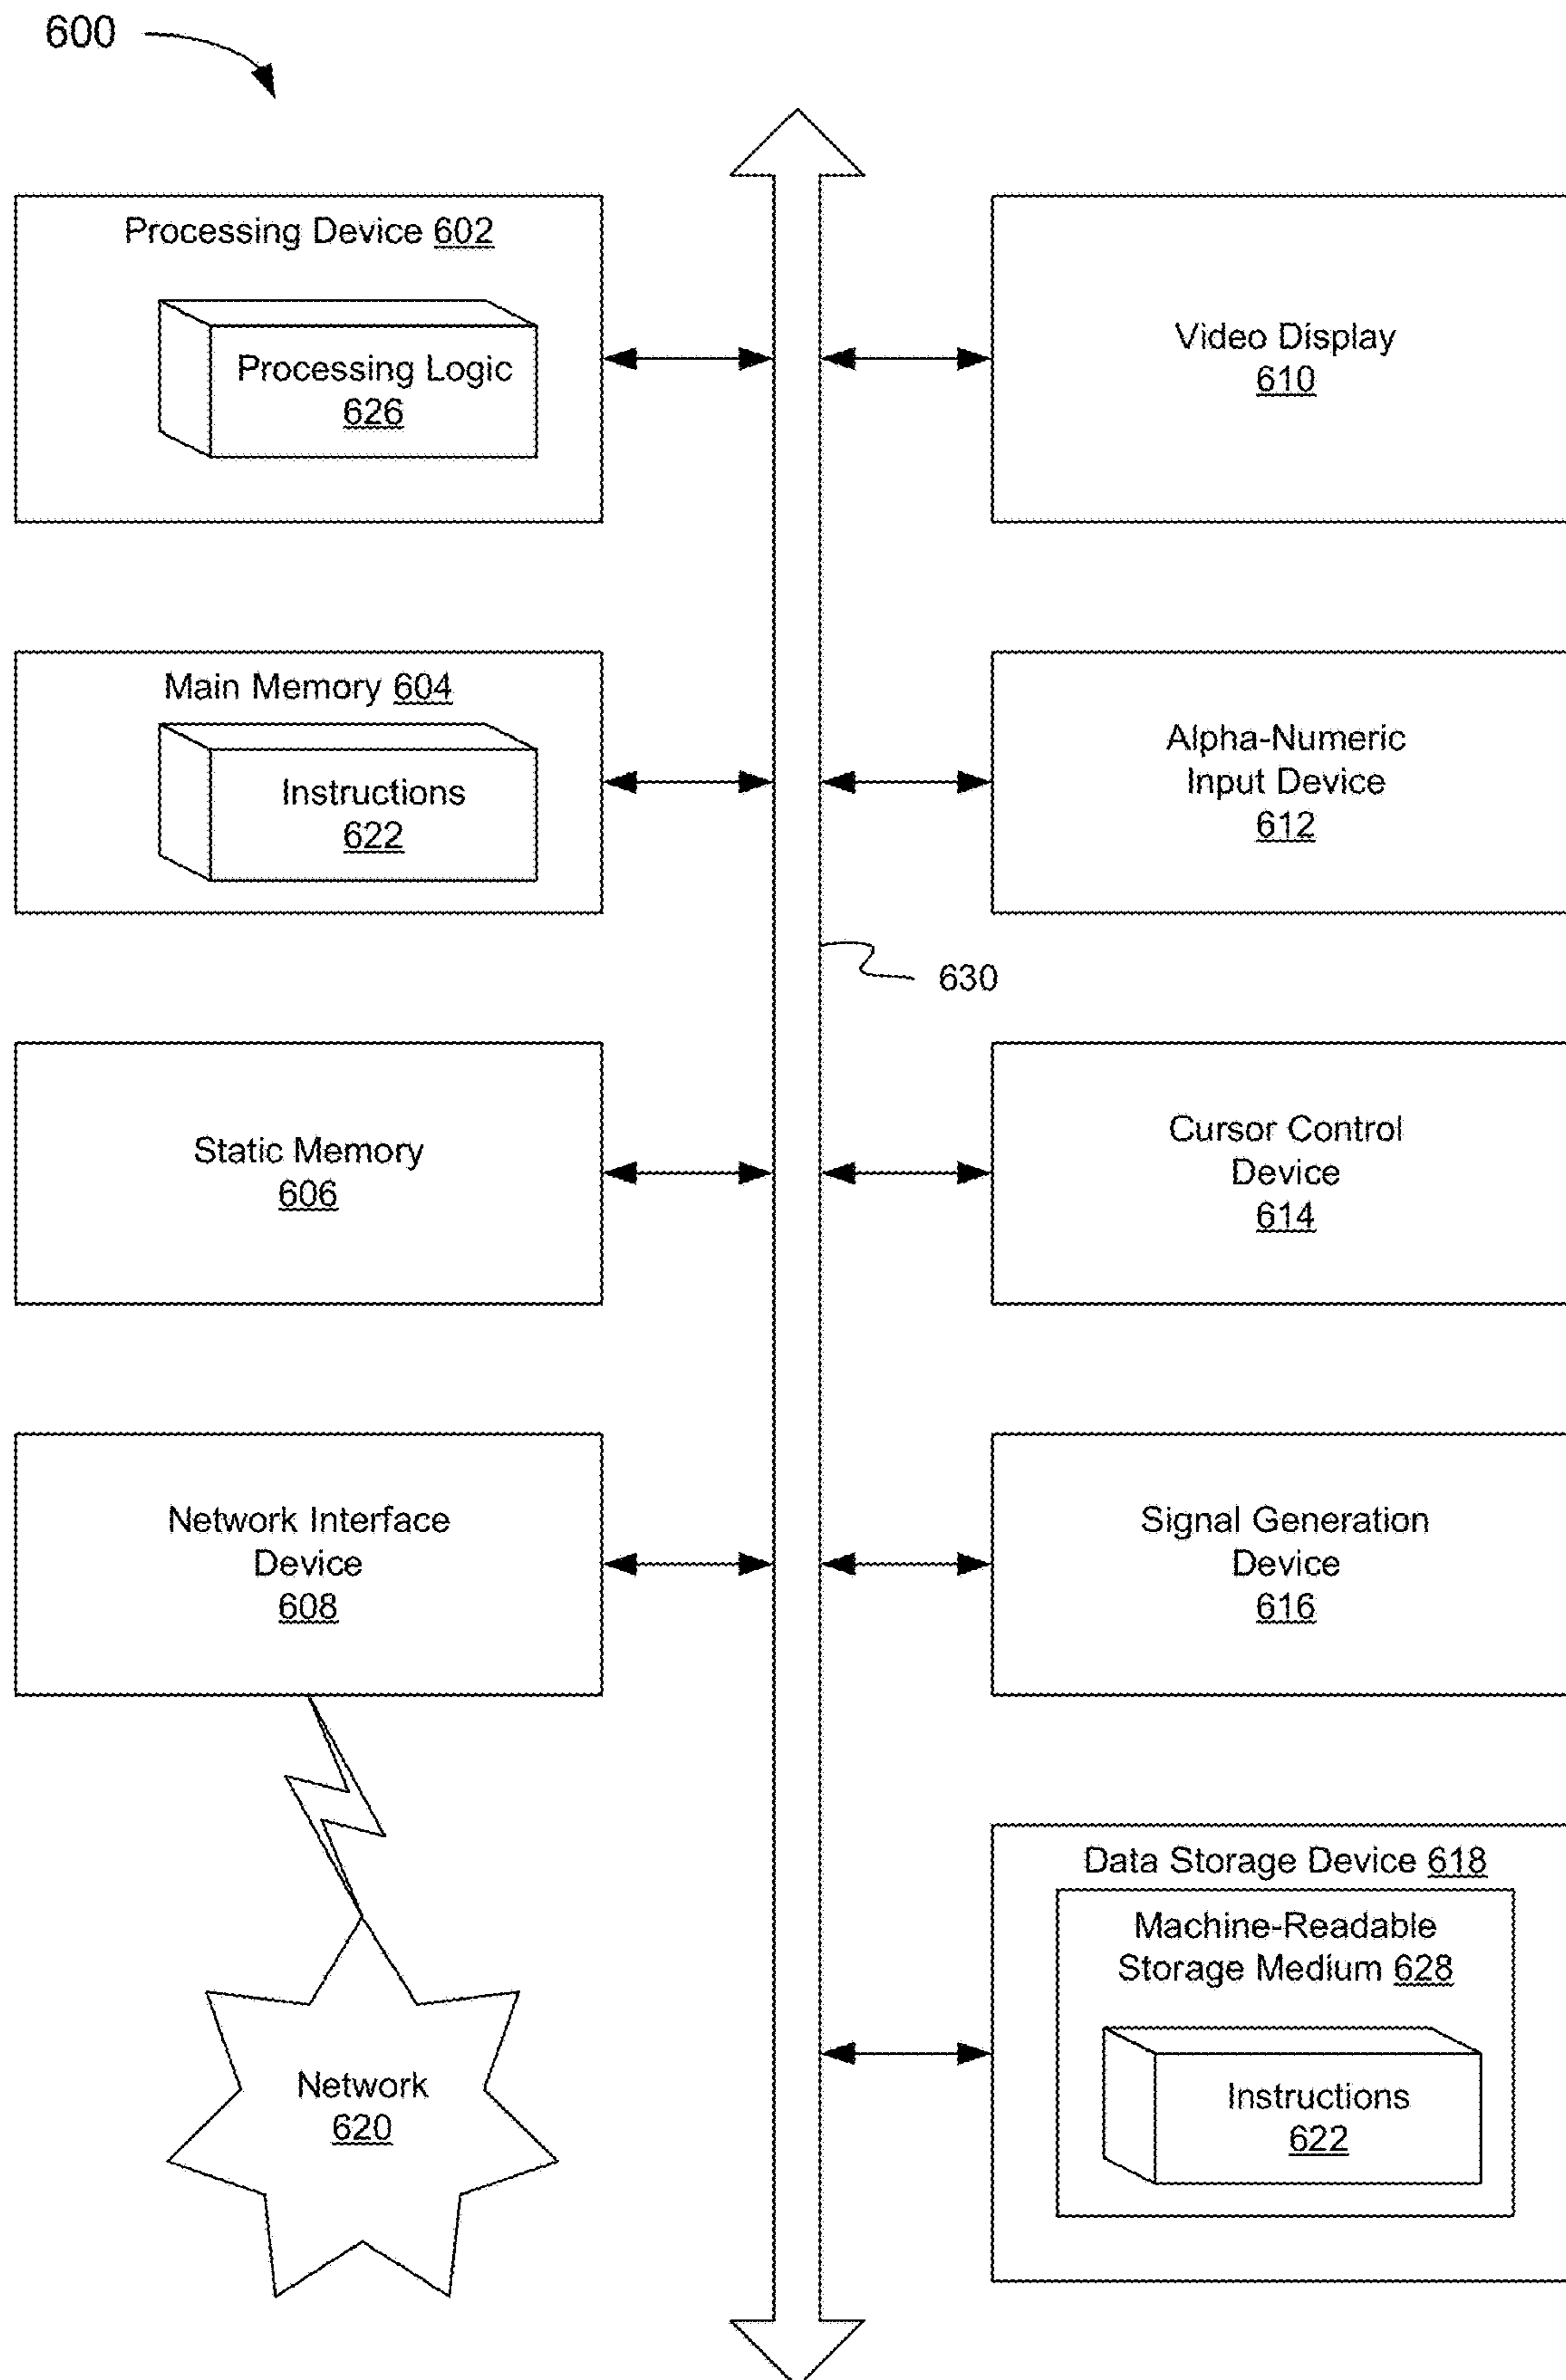 600
Processing Device 602
Processing Logic
626
Video Display
610
Main Memory 604
Instructions
622
Alpha-Numeric
Input Device
612
630
Static Memory
606
Cursor Control
Device
614
Network Interface
Device
608
Signal Generation
Device
616
Data Storage Device 618
Machine-Readable
Storage Medium 628
Instructions
622
Network
620